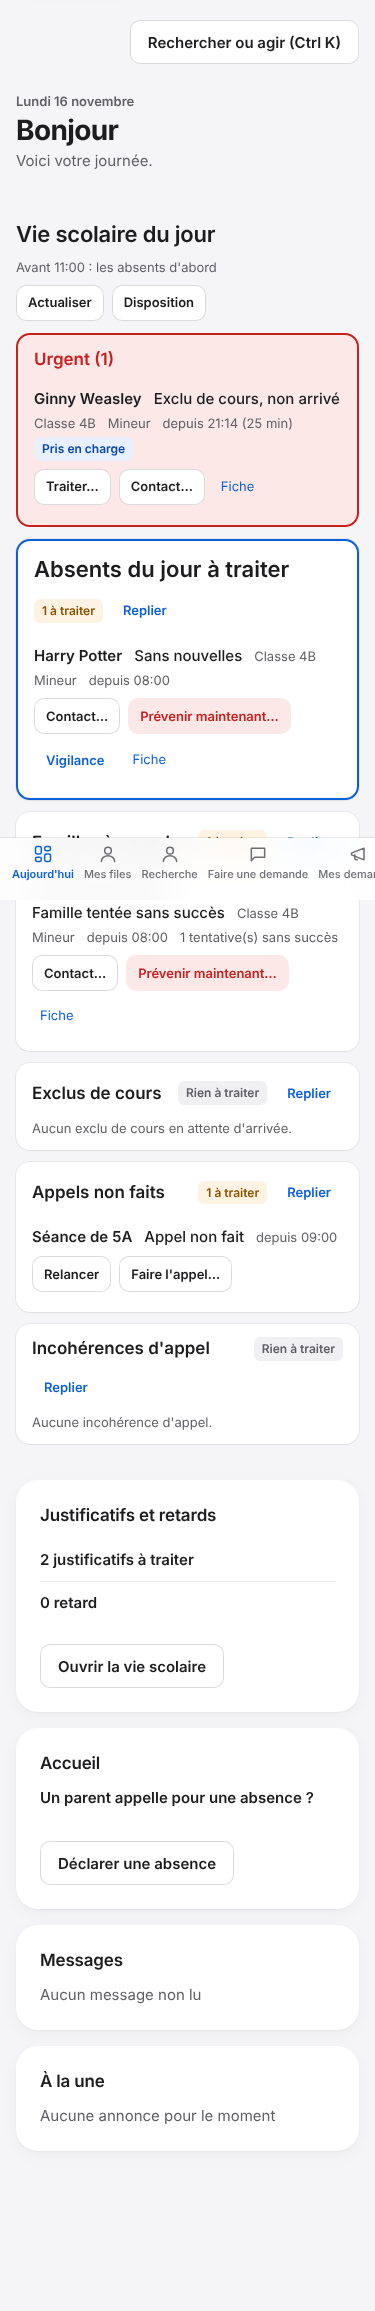 Rechercher ou agir (Ctrl K)
Lundi 16 novembre
Bonjour
Voici votre journée.
Vie scolaire du jour
Avant 11:00 : les absents d'abord
Actualiser Disposition
Urgent (1)
Ginny Weasley Exclu de cours, non arrivé
Classe 4B Mineur depuis 21:14 (25 min)
Pris en charge
Traiter... Contact... Fiche
Absents du jour à traiter
1 à traiter Replier
Harry Potter Sans nouvelles Classe 4B
Mineur depuis 08:00
Contact... Prévenir maintenant...
Vigilance Fiche
Aujourd'hui Mes files Recherche Faire une demande
Famille tentée sans succès Classe 4B
Mineur depuis 08:00 1 tentative(s) sans succès
Contact... Prévenir maintenant...
Fiche
Exclus de cours Rien à traiter Replier
Aucun exclu de cours en attente d'arrivée.
Appels non faits 1 à traiter Replier
Séance de 5A Appel non fait depuis 09:00
Relancer Faire l'appel...
Incohérences d'appel Rien à traiter
Replier
Aucune incohérence d'appel.
Justificatifs et retards
2 justificatifs à traiter
0 retard
Ouvrir la vie scolaire
Accueil
Un parent appelle pour une absence ?
Déclarer une absence
Messages
Aucun message non lu
À la une
Aucune annonce pour le moment